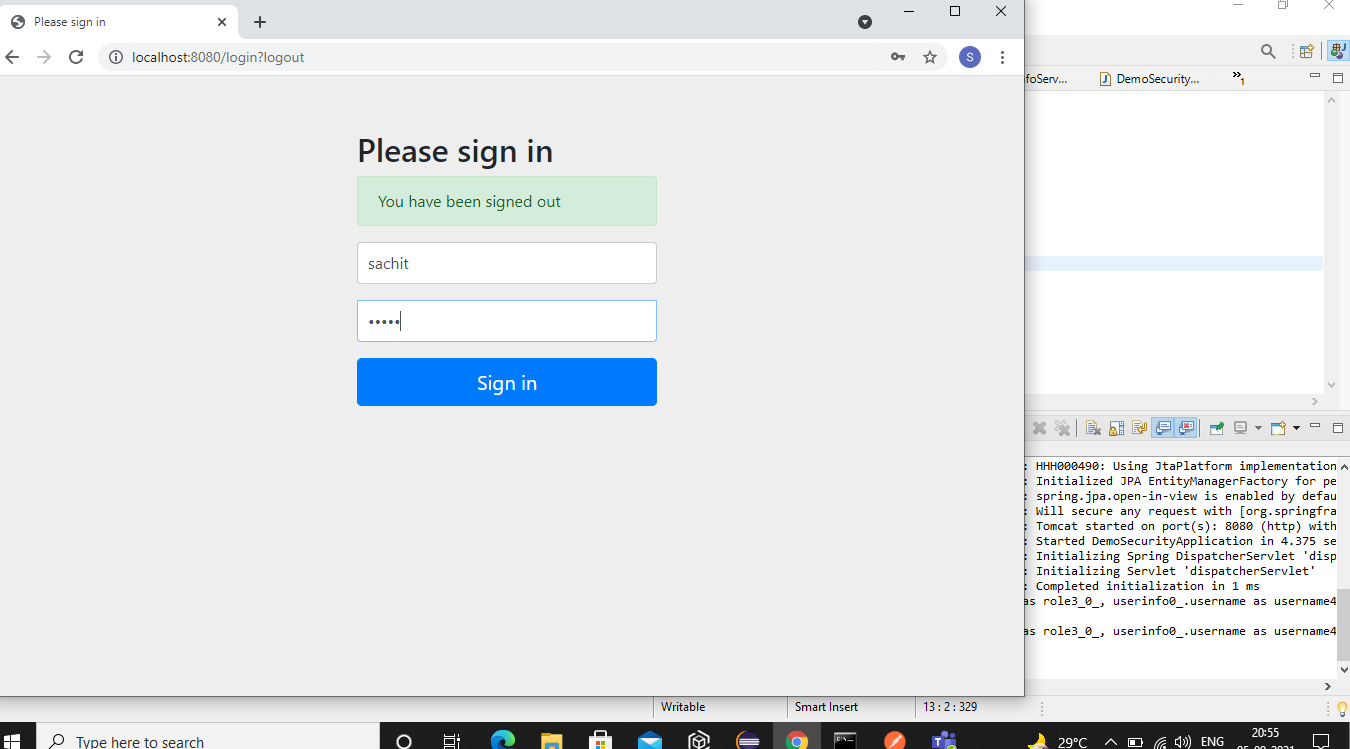 Please sign in
localhost:8080/login?logout
S
foServ...
DemoSecurity...
1
Please sign in
You have been signed out
sachit
Sign in
: HHH000490: Using JtaPlatform implementation
: Initialized JPA EntityManagerFactory for pe
: spring.jpa.open-in-view is enabled by defau
: Will secure any request with [org.springfra
: Tomcat started on port(s): 8080 (http) with
: Started DemoSecurityApplication in 4.375 se
: Initializing Spring DispatcherServlet 'disp
: Initializing Servlet 'dispatcherServlet'
: Completed initialization in 1 ms
as role3_0_, userinfo0_.username as username4
as role3_0_, userinfo0_.username as username4
Writable
Smart Insert
13 : 2 : 329
Type here to search
29°C
ENG
20:55